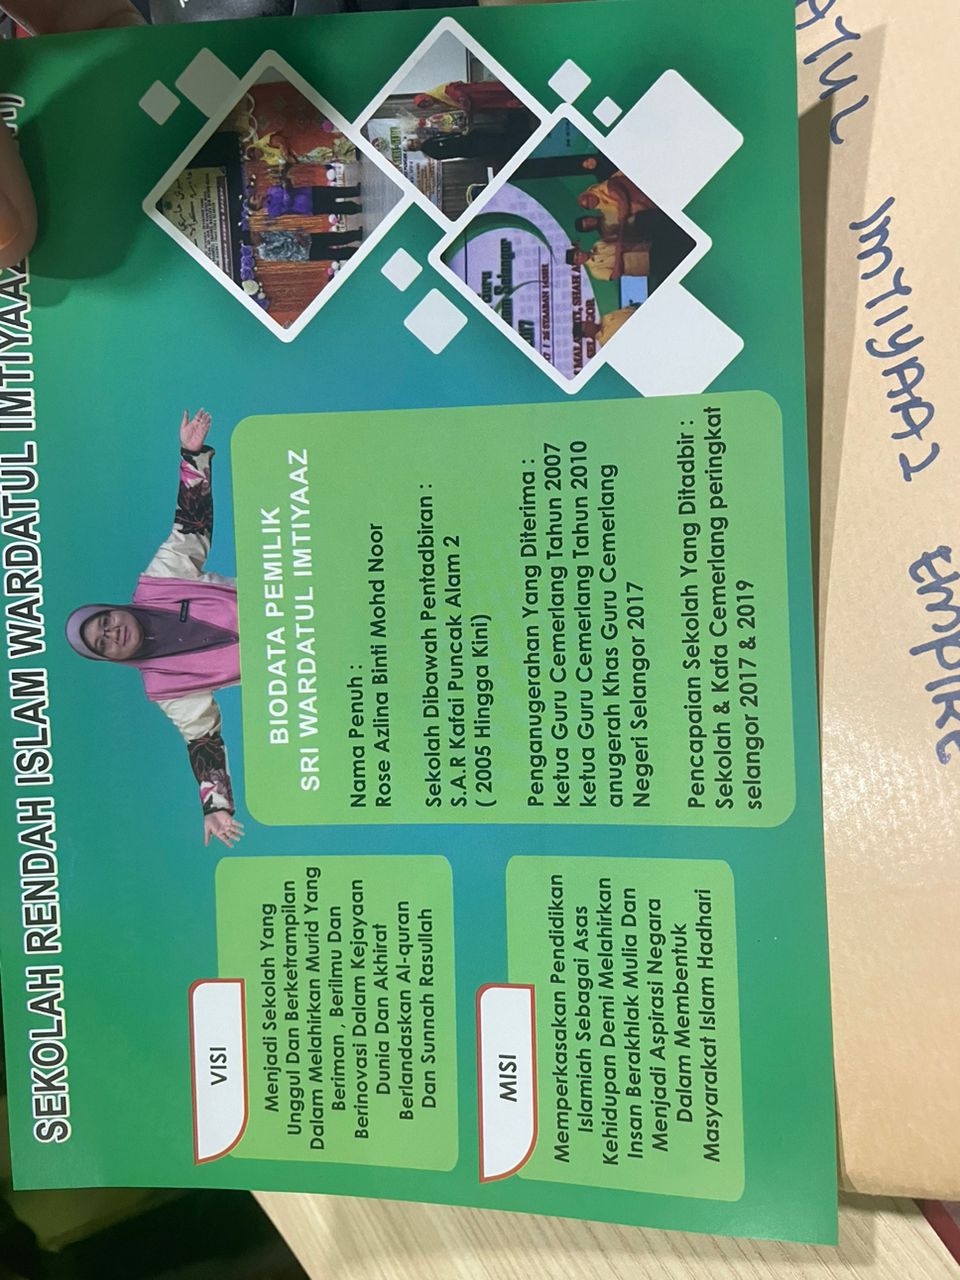 SEKOLAH RENDAH ISLAM WARDATUL IMTIYAAZ
VISI
Menjadi Sekolah Yang
Unggul Dan Berketrampilan
Dalam Melahirkan Murid Yang
Beriman , Berilmu Dan
Berinovasi Dalam Kejayaan
Dunia Dan Akhirat
Berlandaskan Al-quran
Dan Sunnah Rasullah
MISI
Memperkasakan Pendidikan
Islamiah Sebagai Asas
Kehidupan Demi Melahirkan
Insan Berakhlak Mulia Dan
Menjadi Aspirasi Negara
Dalam Membentuk
Masyarakat Islam Hadhari
BIODATA PEMILIK
SRI WARDATUL IMTIYAAZ
Nama Penuh :
Rose Azlina Binti Mohd Noor
Sekolah Dibawah Pentadbiran :
S.A.R Kafai Puncak Alam 2
( 2005 Hingga Kini)
Penganugerahan Yang Diterima :
ketua Guru Cemerlang Tahun 2007
ketua Guru Cemerlang Tahun 2010
anugerah Khas Guru Cemerlang
Negeri Selangor 2017
Pencapaian Sekolah Yang Ditadbir :
Sekolah & Kafa Cemerlang peringkat
selangor 2017 & 2019
IMTIYAAZ
EMPIRE